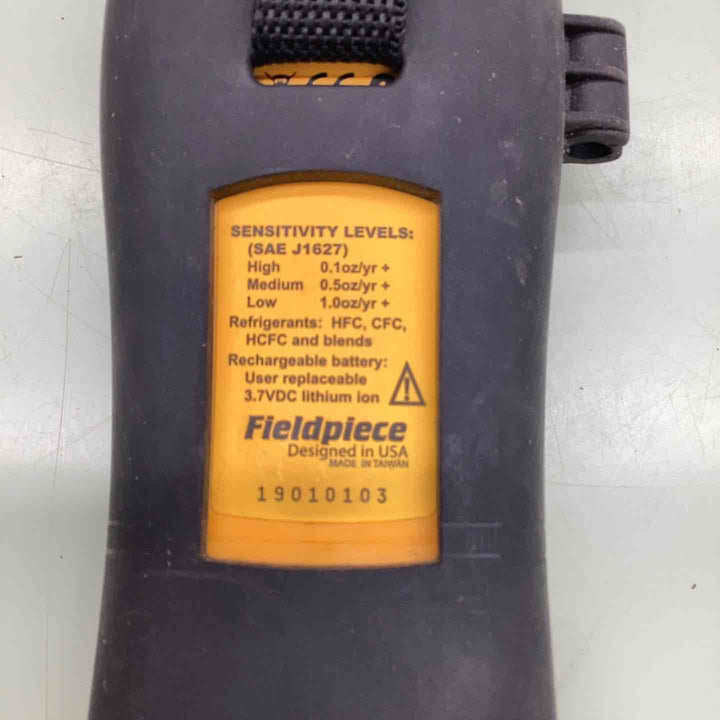 SENSITIVITY LEVELS:
(SAE J1627)
High 0.1oz/yr +
Medium 0.5oz/yr +
Low 1.0oz/yr +
Refrigerants: HFC, CFC,
HCFC and blends
Rechargeable battery:
User replaceable
3.7VDC lithium ion
Fieldpiece
Designed in USA
MADE IN TAIWAN
19010103